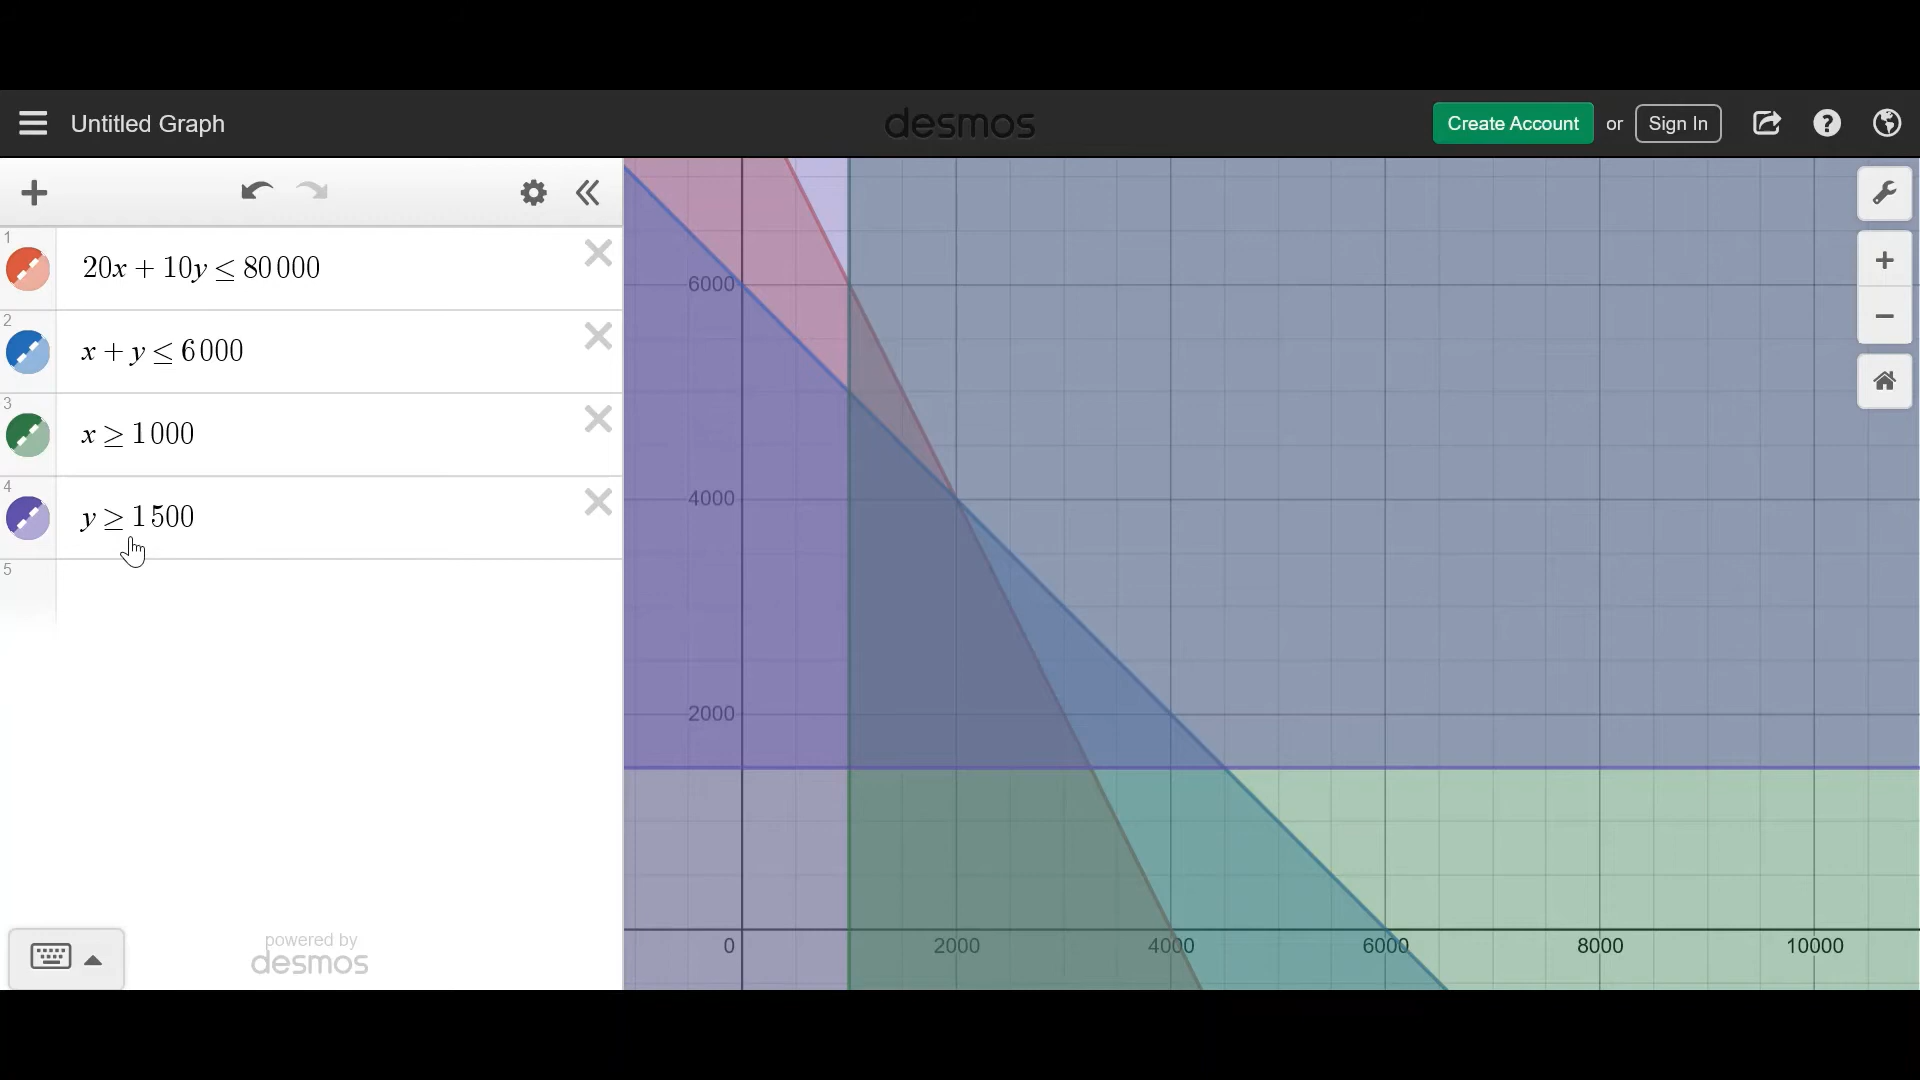 Untitled Graph
desmos
Create Account or Sign In
1
20x + 10y ≤ 80000
2
x + y ≤ 6000
3
x ≥ 1000
4
y ≥ 1500
5
powered by
desmos
6000
4000
2000
0 2000 4000 6000 8000 10000